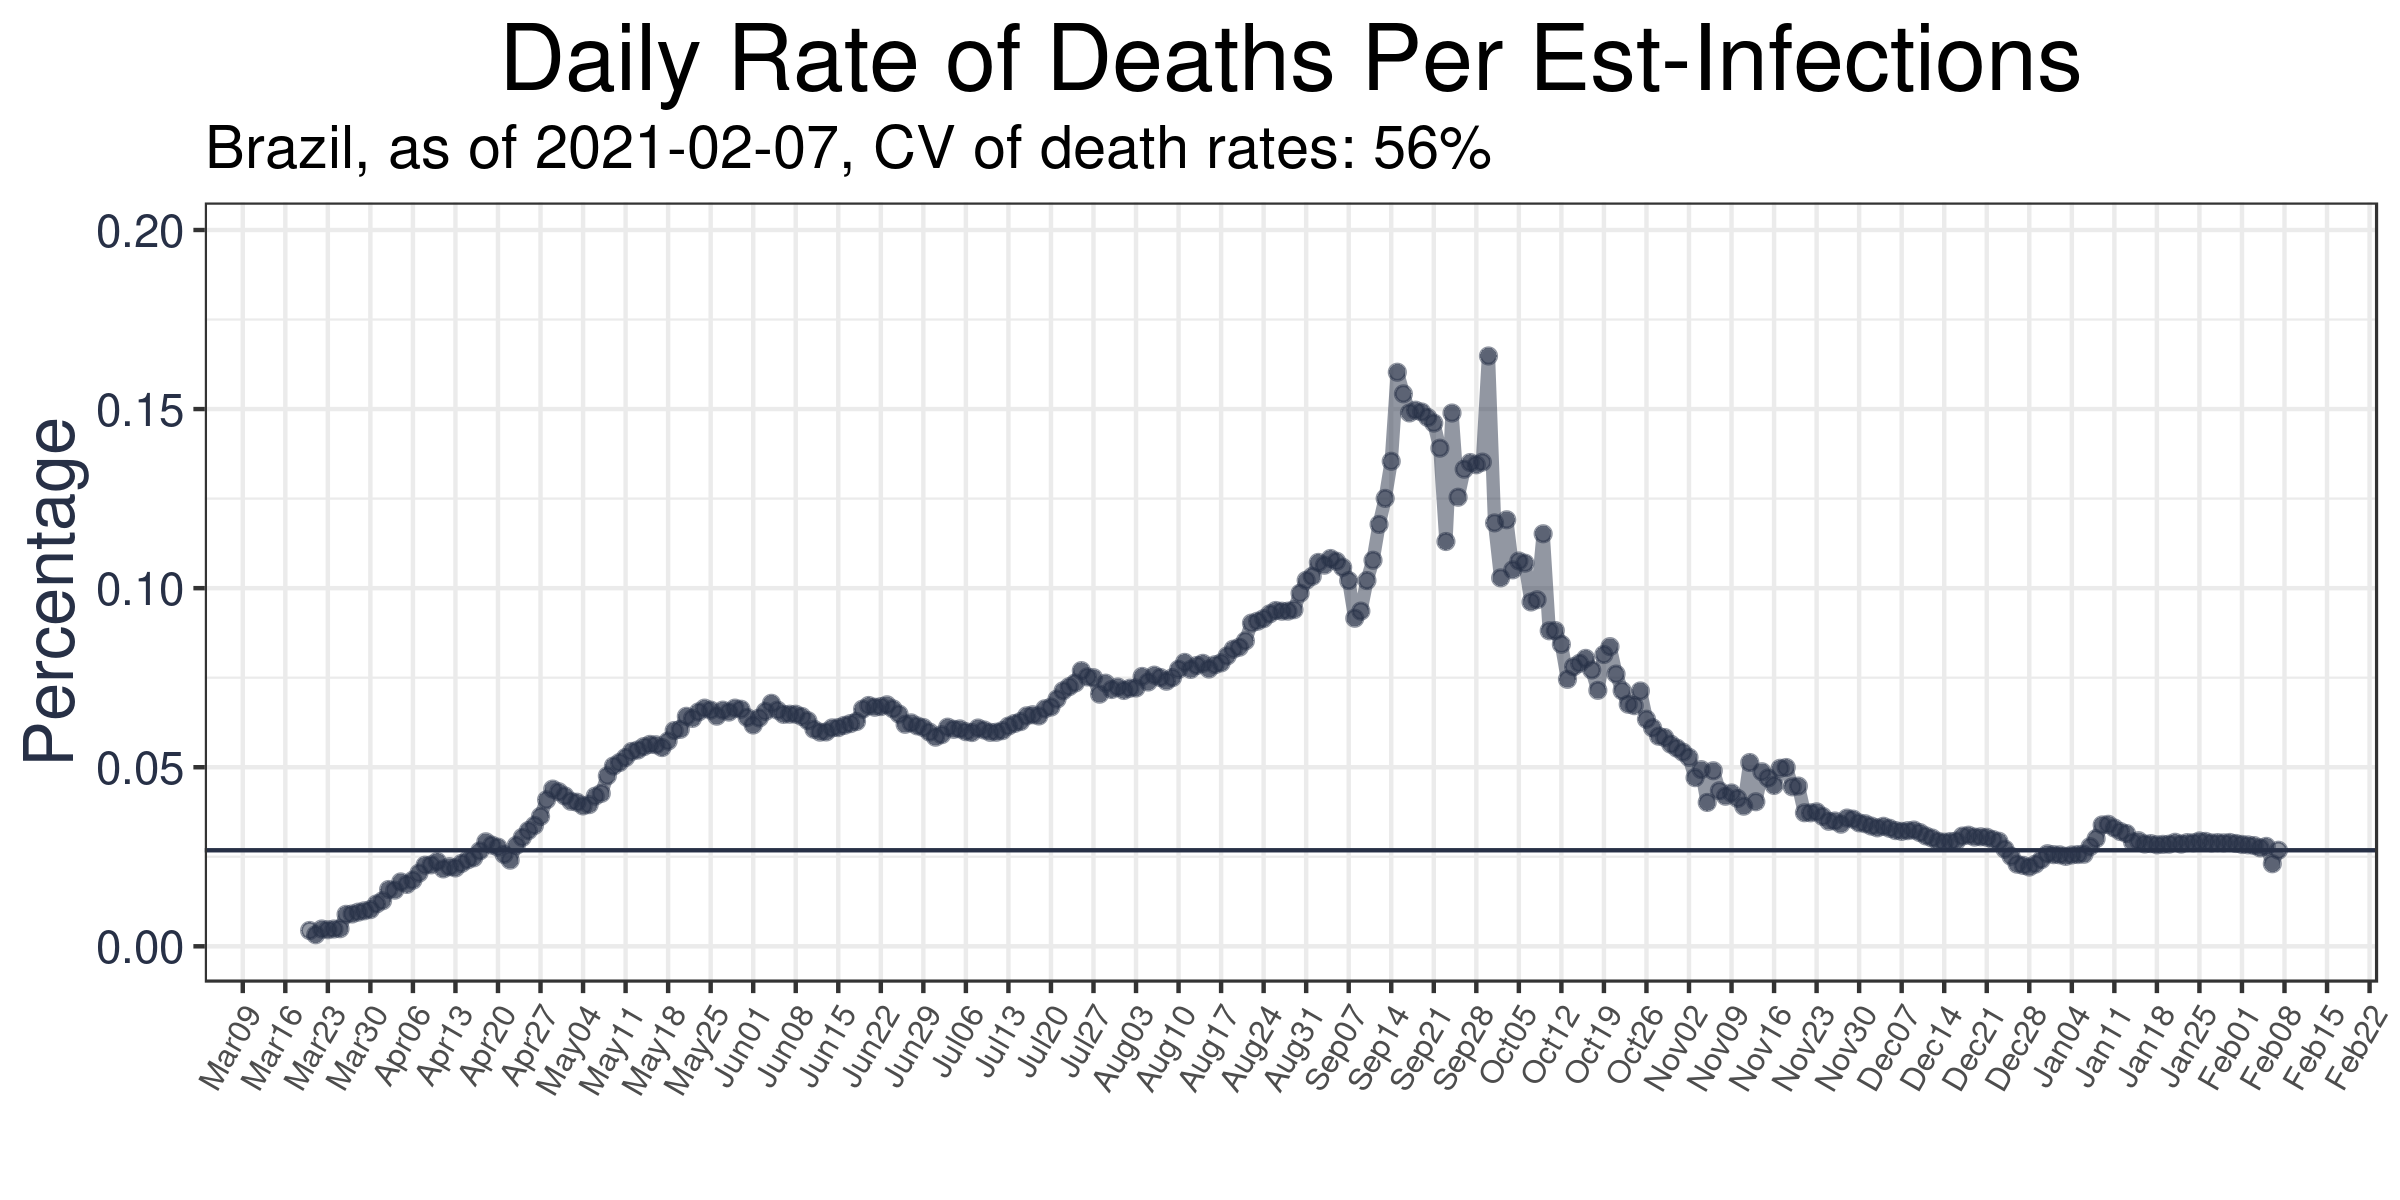 Daily Rate of Deaths Per Est-Infections
Brazil, as of 2021-02-07, CV of death rates: 56%
Percentage
0.20
0.15
0.10
0.05
0.00
Mar09
Mar16
Mar23
Mar30
Apr06
Apr13
Apr20
Apr27
May04
May11
May18
May25
Jun01
Jun08
Jun15
Jun22
Jun29
Jul06
Jul13
Jul20
Jul27
Aug03
Aug10
Aug17
Aug24
Aug31
Sep07
Sep14
Sep21
Sep28
Oct05
Oct12
Oct19
Oct26
Nov02
Nov09
Nov16
Nov23
Nov30
Dec07
Dec14
Dec21
Dec28
Jan04
Jan11
Jan18
Jan25
Feb01
Feb08
Feb15
Feb22